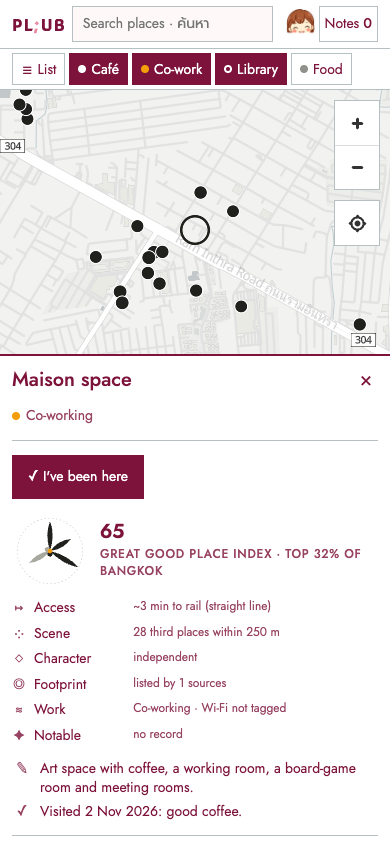 PL;UB
Search places · ค้นหา
Notes 0
≡ List
Café
Co-work
Library
Food
304
+
−
Ram Inthra Road
304
Maison space
×
Co-working
✓ I've been here
65
GREAT GOOD PLACE INDEX · TOP 32% OF
BANGKOK
Access ~3 min to rail (straight line)
Scene 28 third places within 250 m
Character independent
Footprint listed by 1 sources
Work Co-working · Wi-Fi not tagged
Notable no record
Art space with coffee, a working room, a board-game
room and meeting rooms.
✓ Visited 2 Nov 2026: good coffee.